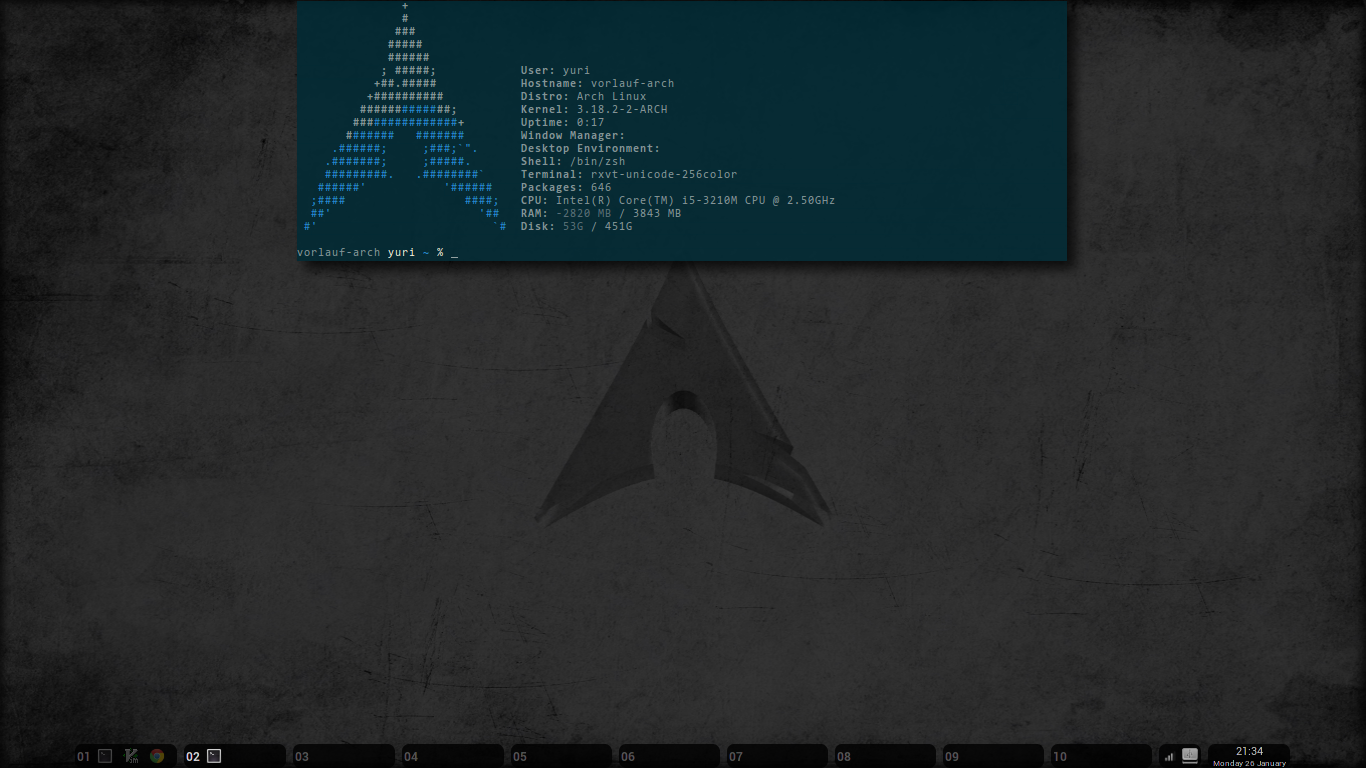 User: yuri
Hostname: vorlauf-arch
Distro: Arch Linux
Kernel: 3.18.2-2-ARCH
Uptime: 0:17
Window Manager:
Desktop Environment:
Shell: /bin/zsh
Terminal: rxvt-unicode-256color
Packages: 646
CPU: Intel(R) Core(TM) i5-3210M CPU @ 2.50GHz
RAM: -2820 MB / 3843 MB
Disk: 53G / 451G
vorlauf-arch yuri ~ % _
01 02 03 04 05 06 07 08 09 10
21:34
Monday 26 January